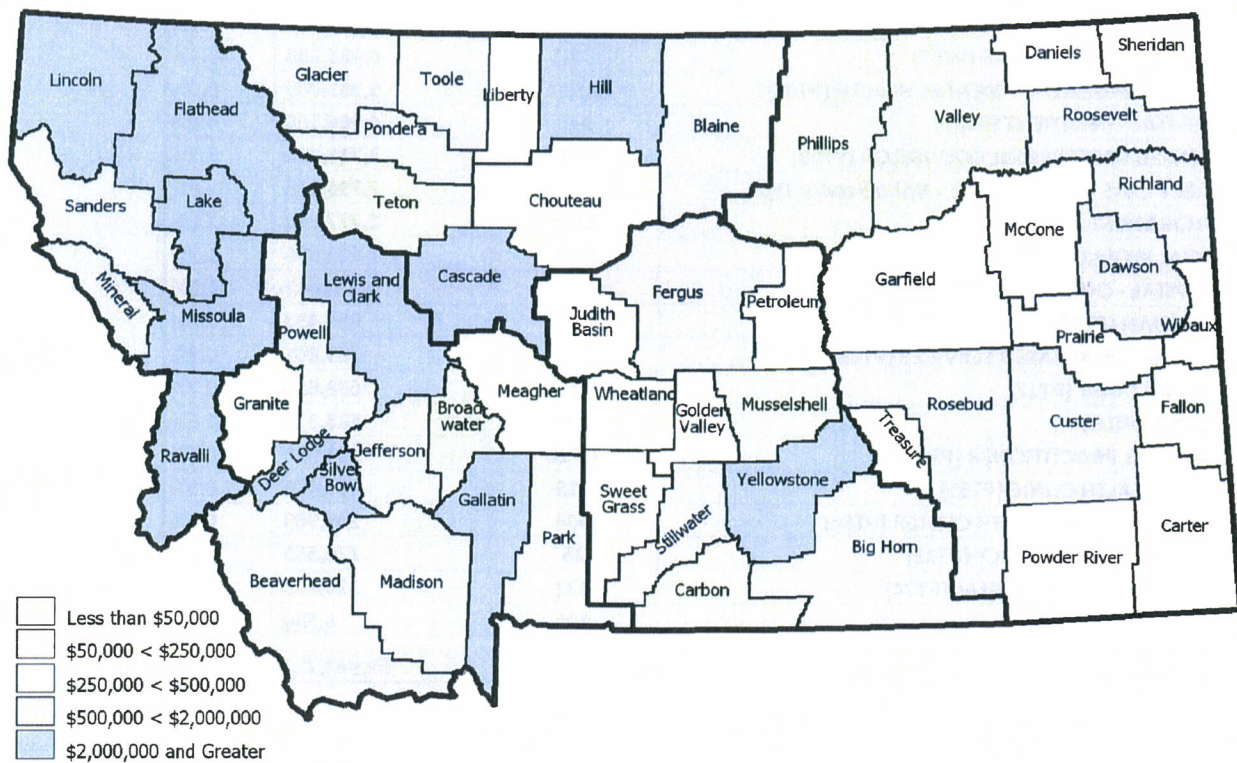 Lincoln
Flathead
Glacier
Toole
Liberty
Hill
Blaine
Phillips
Valley
Daniels
Sheridan
Roosevelt
Pondera
Teton
Chouteau
Richland
McCone
Sanders
Lake
Mineral
Missoula
Powell
Lewis and
Clark
Cascade
Judith
Basin
Fergus
Petroleum
Garfield
Dawson
Prairie
Wibaux
Granite
Ravalli
Deer Lodge
Silver
Bow
Jefferson
Broad
water
Meagher
Wheatland
Golden
Valley
Musselshell
Rosebud
Treasure
Custer
Fallon
Gallatin
Park
Sweet
Grass
Stillwater
Yellowstone
Big Horn
Carbon
Powder River
Carter
Beaverhead
Madison
Less than $50,000
$50,000 < $250,000
$250,000 < $500,000
$500,000 < $2,000,000
$2,000,000 and Greater